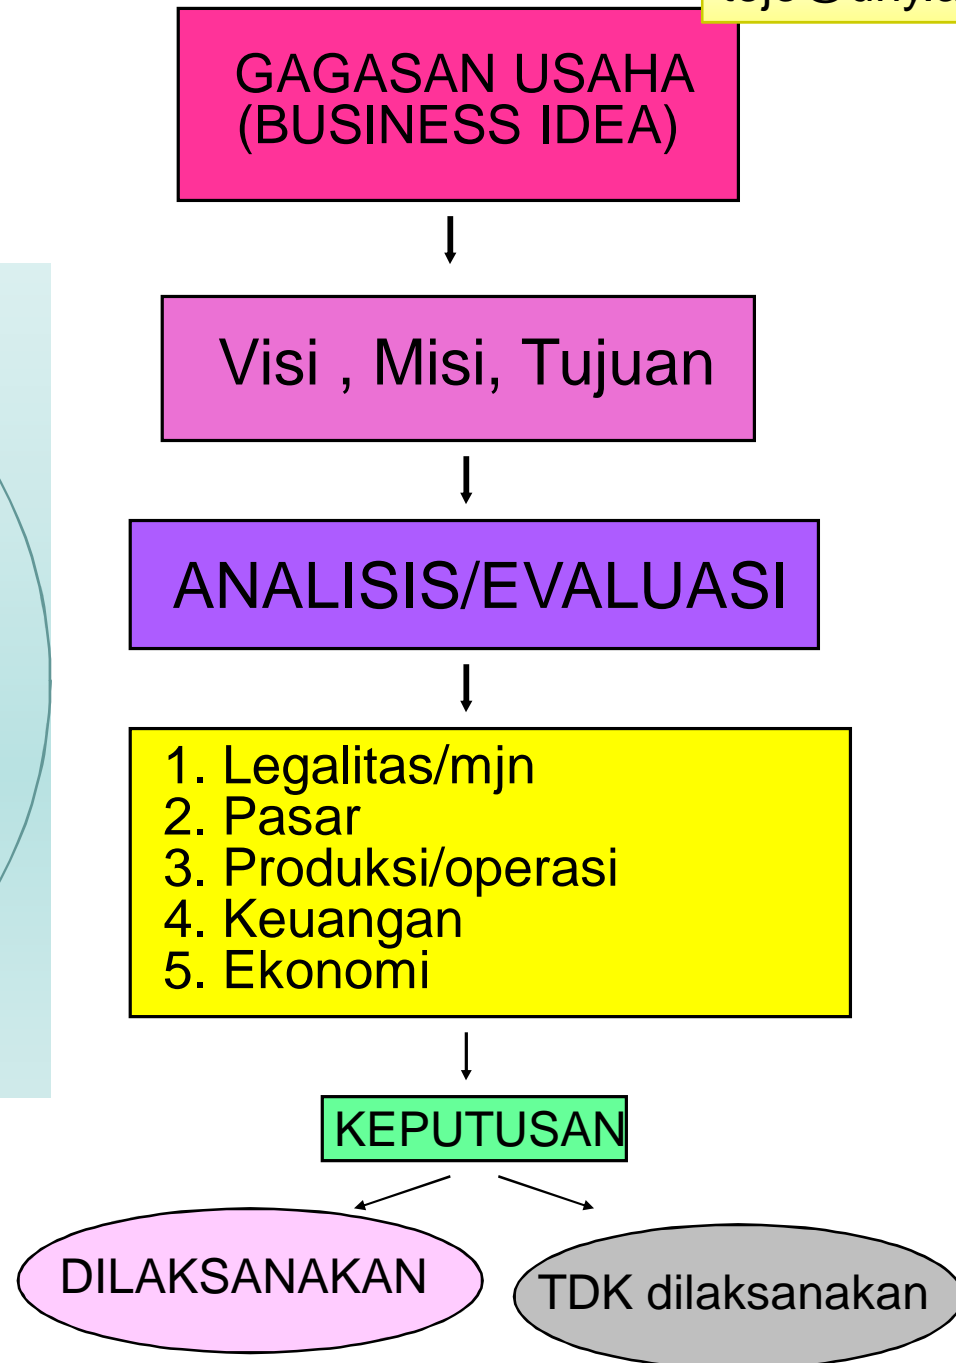 GAGASAN USAHA
(BUSINESS IDEA)
Visi , Misi, Tujuan
ANALISIS/EVALUASI
1. Legalitas/mjn
2. Pasar
3. Produksi/operasi
4. Keuangan
5. Ekonomi
KEPUTUSAN
DILAKSANAKAN
TDK dilaksanakan